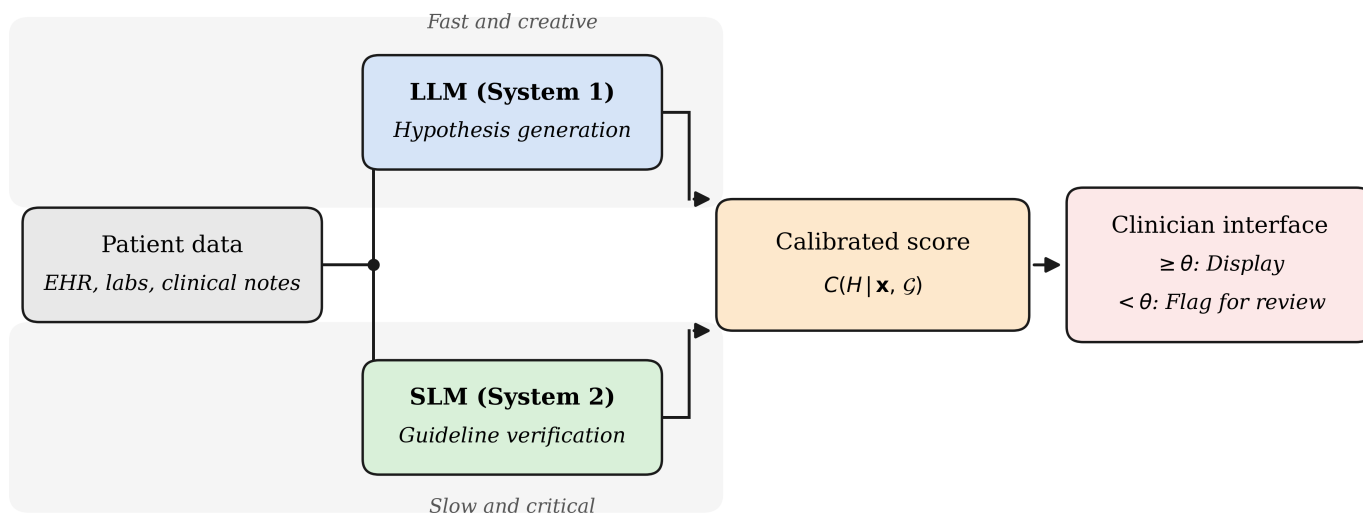 Fast and creative
LLM (System 1)
Hypothesis generation
Patient data
EHR, labs, clinical notes
SLM (System 2)
Guideline verification
Slow and critical
Calibrated score
C(H | x, 𝒢)
Clinician interface
≥ θ: Display
< θ: Flag for review